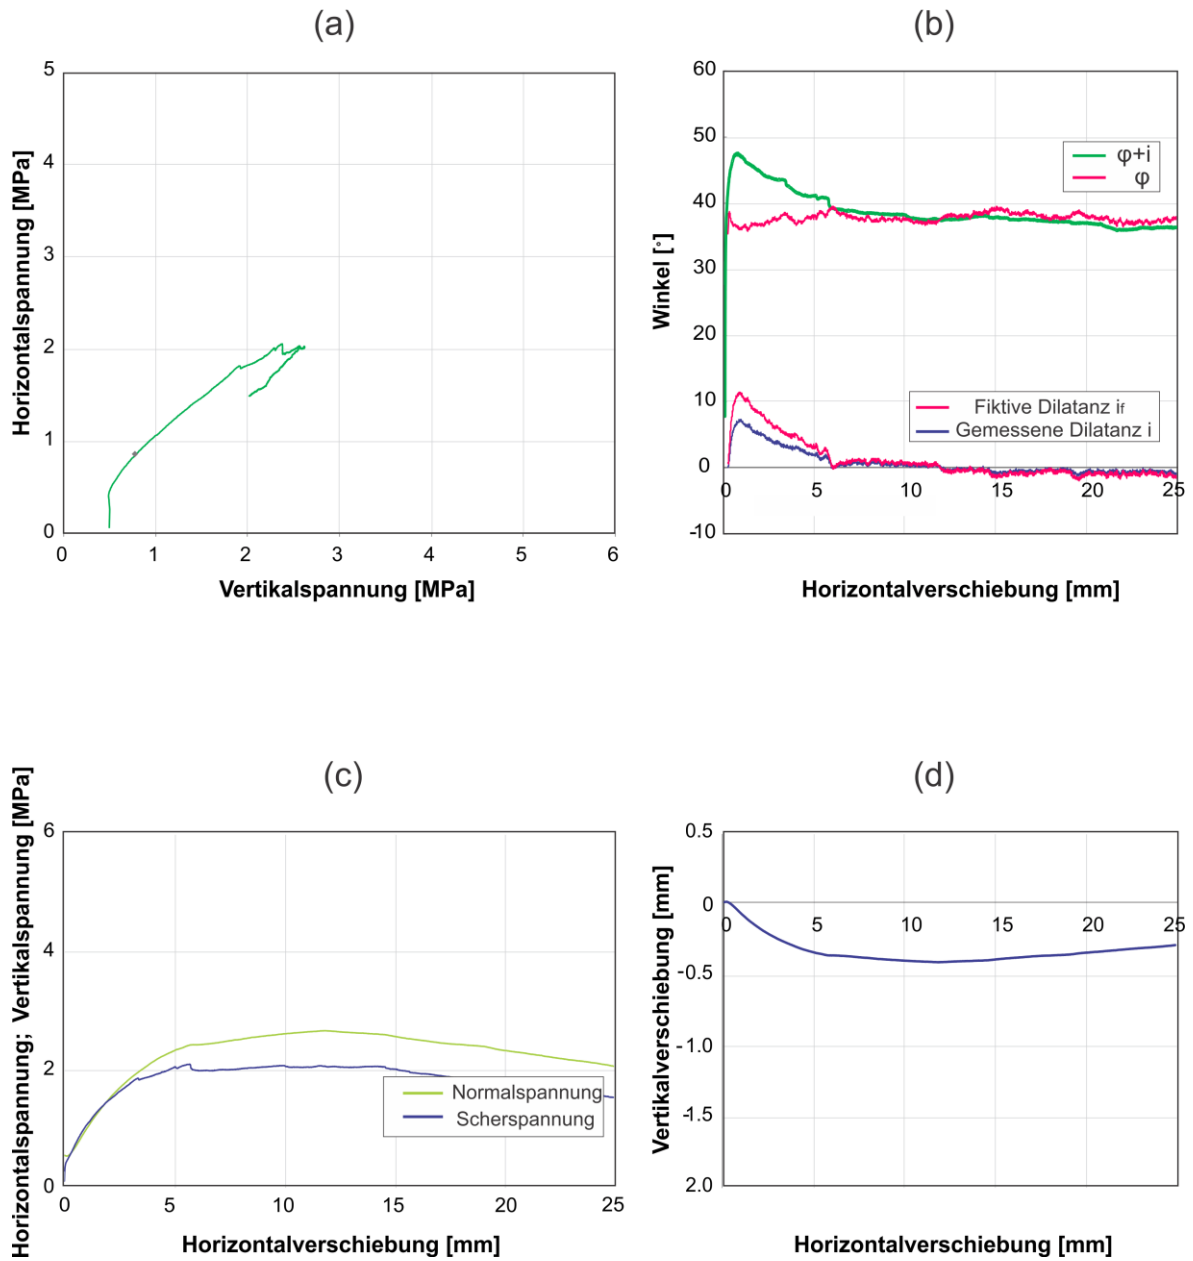 (a)
Horizontalspannung [MPa]
5
4
3
2
1
0
0 1 2 3 4 5 6
Vertikalspannung [MPa]
(b)
Winkel [°]
60
50
40
30
20
10
0
-10
φ+i
φ
Fiktive Dilatanz if
Gemessene Dilatanz i
0 5 10 15 20 25
Horizontalverschiebung [mm]
(c)
Horizontalspannung; Vertikalspannung [MPa]
6
4
2
0
Normalspannung
Scherspannung
0 5 10 15 20 25
Horizontalverschiebung [mm]
(d)
Vertikalverschiebung [mm]
0.5
0
-0.5
-1.0
-1.5
2.0
0 5 10 15 20 25
Horizontalverschiebung [mm]